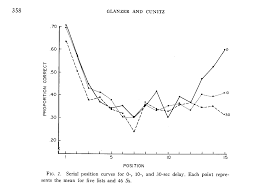 358
GLANZER AND CUNITZ
PROPORTION CORRECT
70
60
50
40
30
20
0
10
30
1
5
10
15
POSITION
FIG. 2. Serial position curves for 0-, 10-, and 30-sec delay. Each point repre-
sents the mean for five lists and 46 Ss.